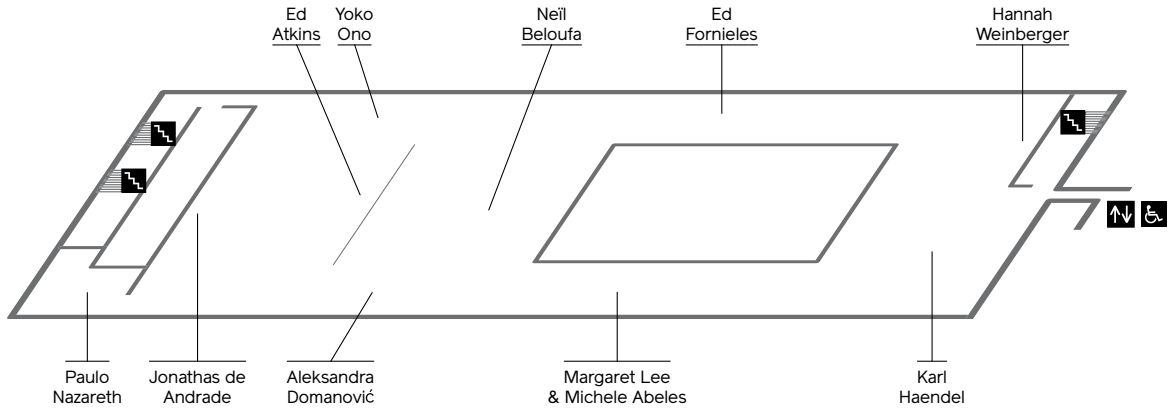 Ed
Atkins
Yoko
Ono
Neïl
Beloufa
Ed
Fornieles
Hannah
Weinberger
Paulo
Nazareth
Jonathas de
Andrade
Aleksandra
Domanović
Margaret Lee
& Michele Abeles
Karl
Haendel